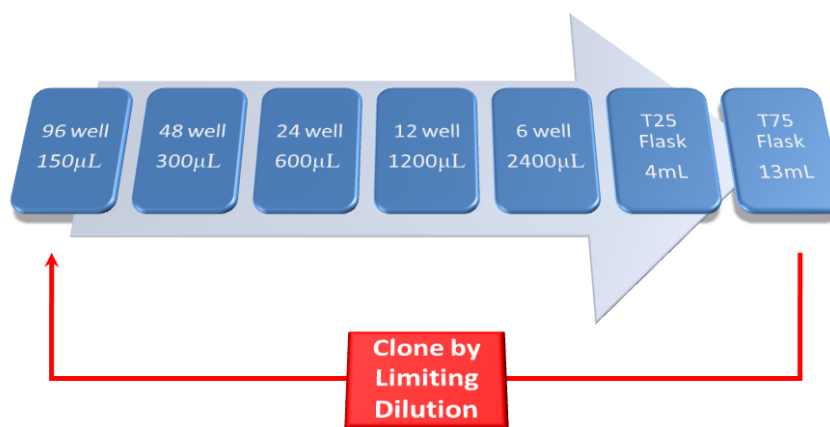 96 well
150μL
48 well
300μL
24 well
600μL
12 well
1200μL
6 well
2400μL
T25
Flask
4mL
T75
Flask
13mL
Clone by
Limiting
Dilution